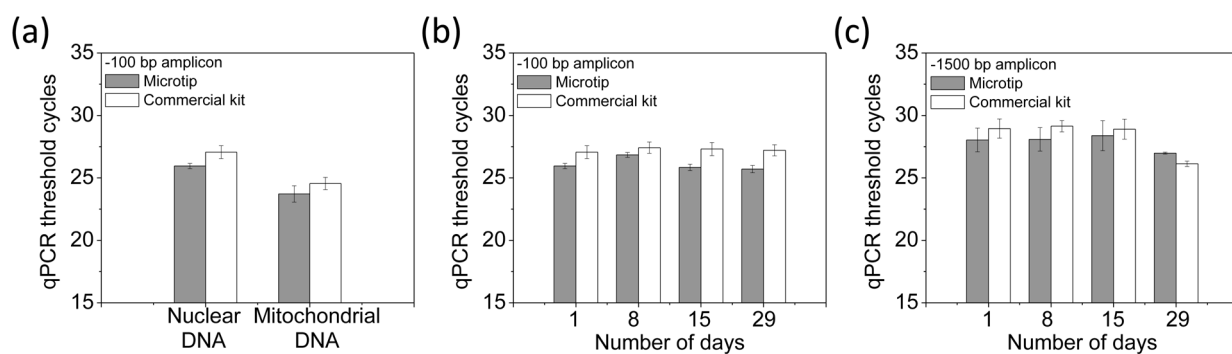 (a)
qPCR threshold cycles
35
30
25
20
15
-100 bp amplicon
Microtip
Commercial kit
Nuclear DNA
Mitochondrial DNA
(b)
qPCR threshold cycles
35
30
25
20
15
-100 bp amplicon
Microtip
Commercial kit
1 8 15 29
Number of days
(c)
qPCR threshold cycles
35
30
25
20
15
-1500 bp amplicon
Microtip
Commercial kit
1 8 15 29
Number of days